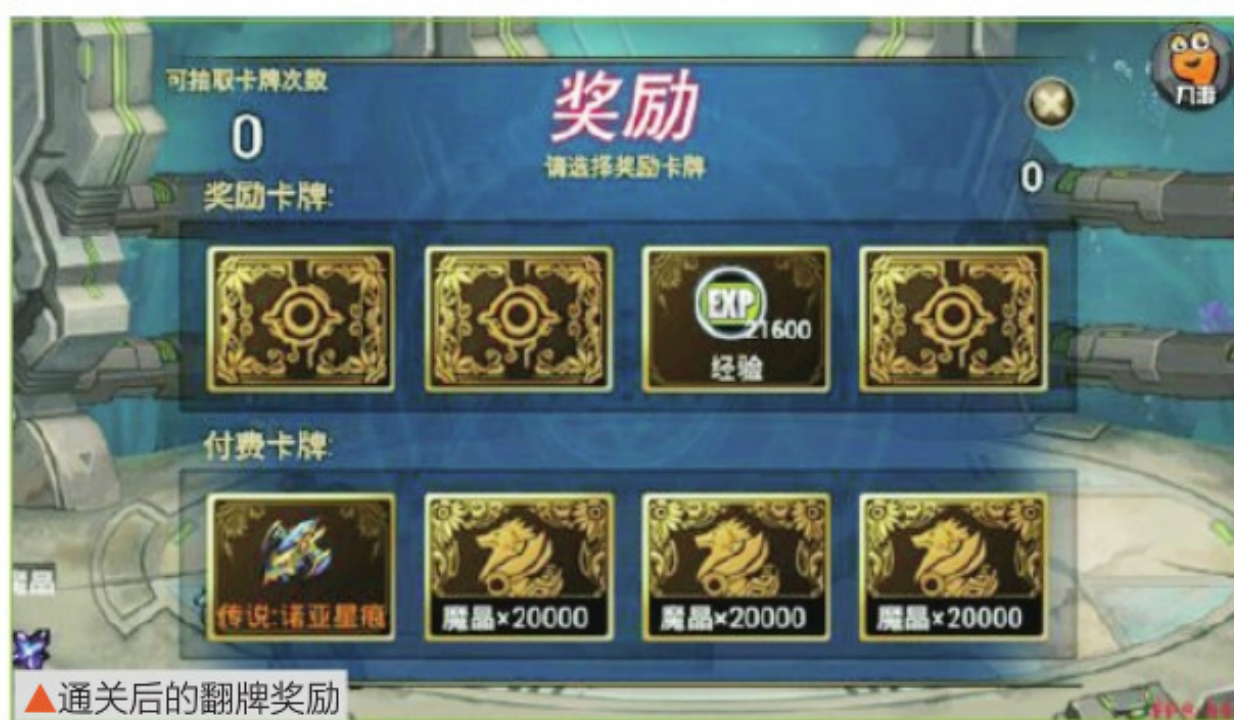 可抽取卡牌次数
0
奖励
请选择奖励卡牌
0
奖励卡牌:
EXP
21600
经验
付费卡牌:
传说:诺亚星痕
魔晶×20000
魔晶×20000
魔晶×20000
魔晶
▲通关后的翻牌奖励